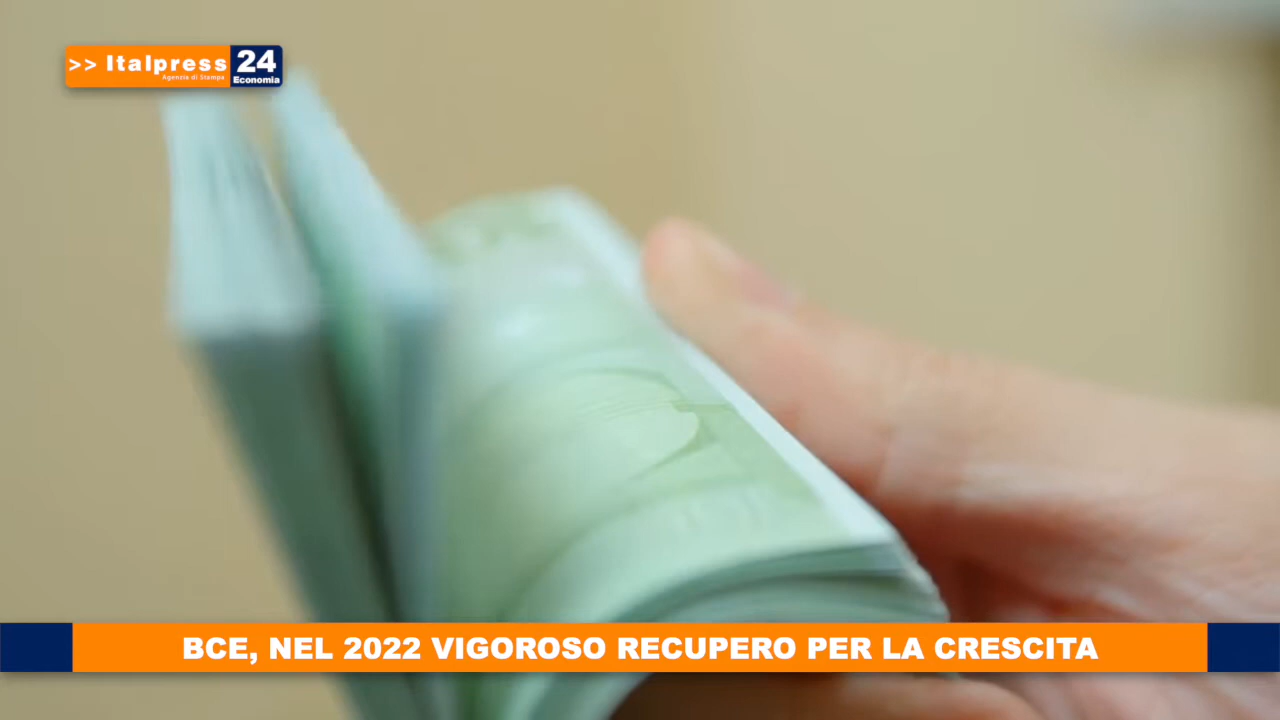 >> Italpress 24
Agenzia di Stampa Economia
BCE, NEL 2022 VIGOROSO RECUPERO PER LA CRESCITA